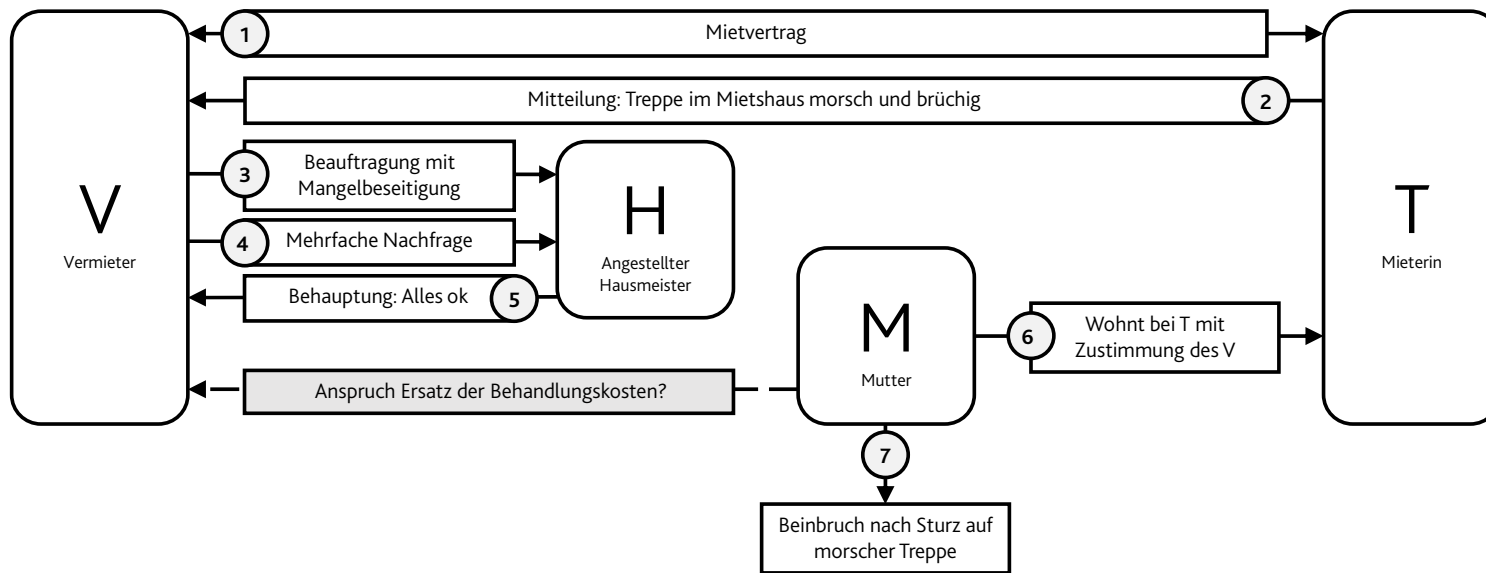 1
Mietvertrag
Mitteilung: Treppe im Mietshaus morsch und brüchig
2
V
Vermieter
3
Beauftragung mit
Mangelbeseitigung
4
Mehrfache Nachfrage
Behauptung: Alles ok
5
H
Angestellter
Hausmeister
M
Mutter
6
Wohnt bei T mit
Zustimmung des V
T
Mieterin
Anspruch Ersatz der Behandlungskosten?
7
Beinbruch nach Sturz auf
morscher Treppe